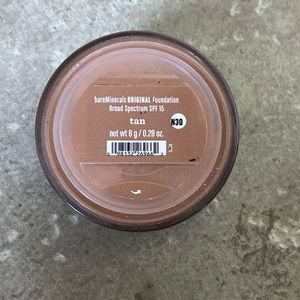 bareMinerals ORIGINAL Foundation
Broad Spectrum SPF 15
tan
N30
net wt 8 g / 0.28 oz.